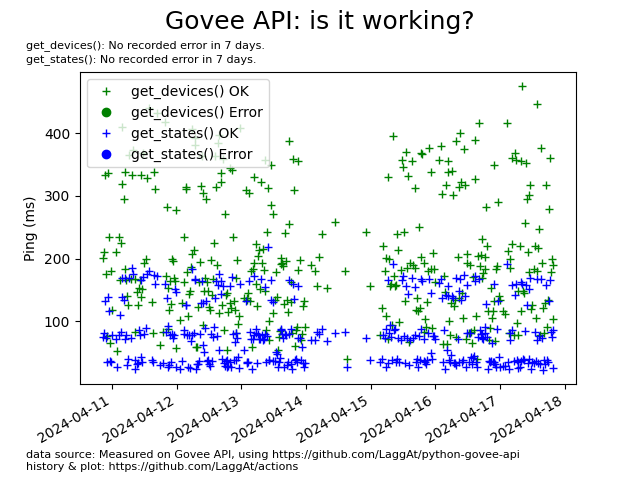 Govee API: is it working?
get_devices(): No recorded error in 7 days.
get_states(): No recorded error in 7 days.
get_devices() OK
get_devices() Error
get_states() OK
get_states() Error
Ping (ms)
400
300
200
100
2024-04-11
2024-04-12
2024-04-13
2024-04-14
2024-04-15
2024-04-16
2024-04-17
2024-04-18
data source: Measured on Govee API, using https://github.com/LaggAt/python-govee-api
history & plot: https://github.com/LaggAt/actions